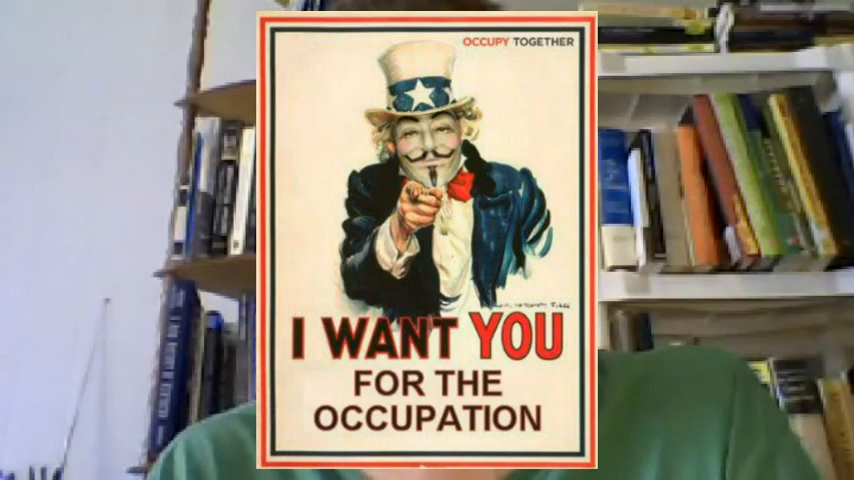 OCCUPY TOGETHER
I WANT YOU
FOR THE
OCCUPATION